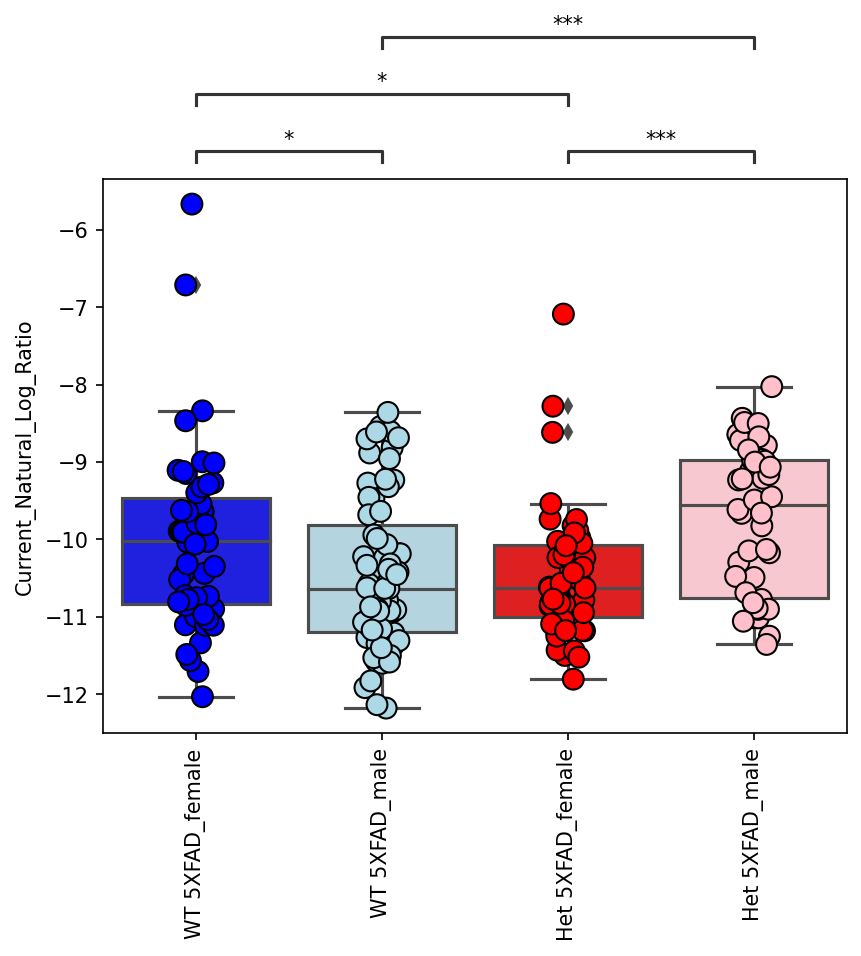 ***
*
*
***
Current_Natural_Log_Ratio
−6
−7
−8
−9
−10
−11
−12
WT 5XFAD_female
WT 5XFAD_male
Het 5XFAD_female
Het 5XFAD_male